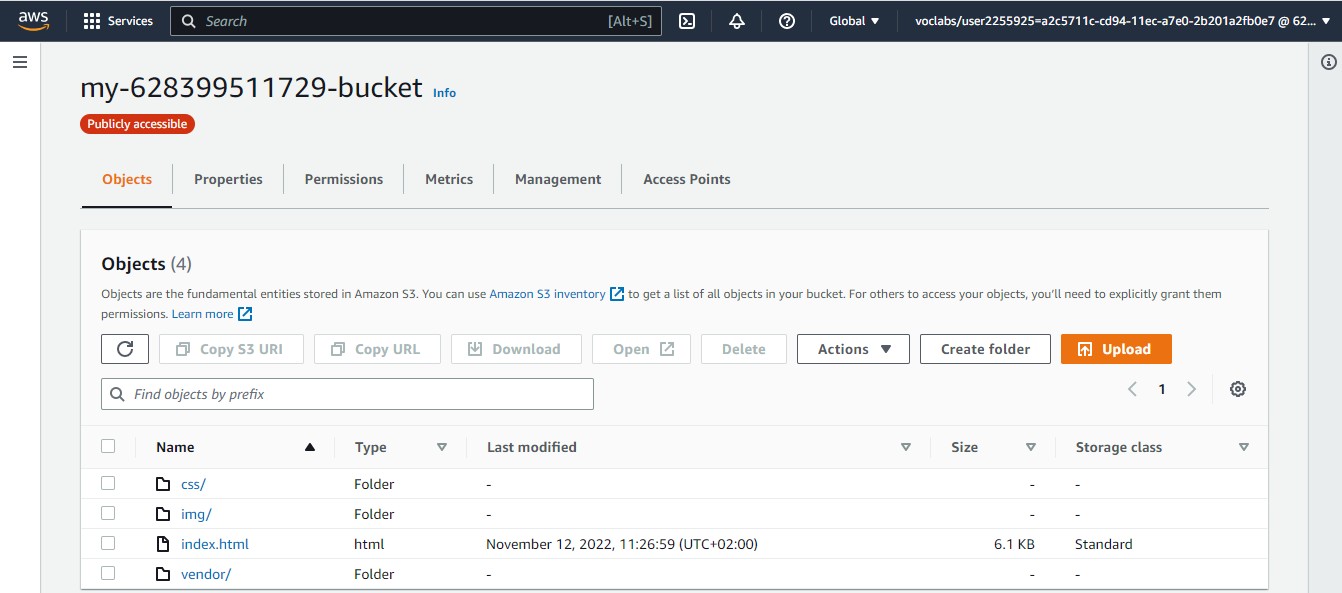 aws Services Search [Alt+S] Global voclabs/user2255925=a2c5711c-cd94-11ec-a7e0-2b201a2fb0e7 @ 62...
my-628399511729-bucket Info
Publicly accessible
Objects Properties Permissions Metrics Management Access Points
Objects (4)
Objects are the fundamental entities stored in Amazon S3. You can use Amazon S3 inventory to get a list of all objects in your bucket. For others to access your objects, you'll need to explicitly grant them
permissions. Learn more
Copy S3 URI Copy URL Download Open Delete Actions Create folder Upload
Find objects by prefix 1
Name Type Last modified Size Storage class
css/ Folder - - -
img/ Folder - - -
index.html html November 12, 2022, 11:26:59 (UTC+02:00) 6.1 KB Standard
vendor/ Folder - - -